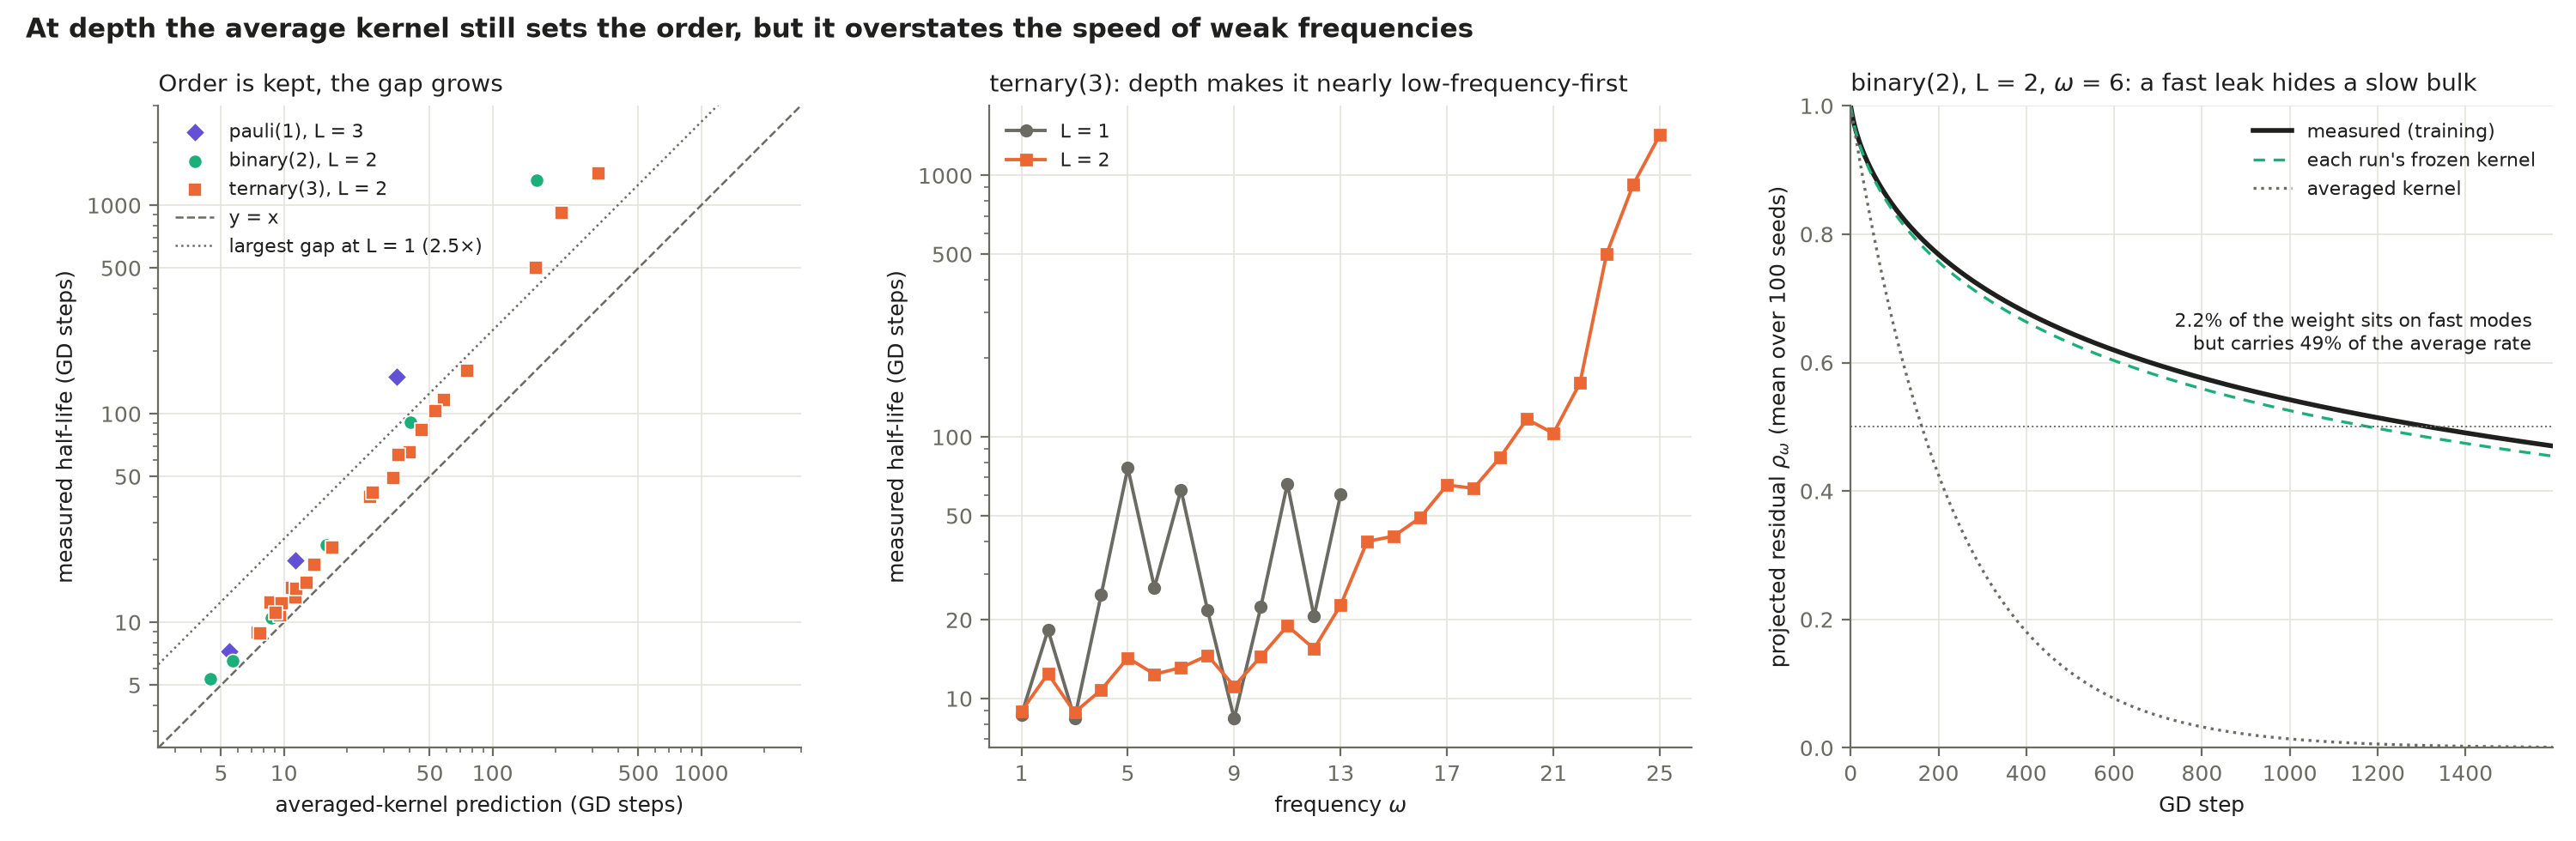 At depth the average kernel still sets the order, but it overstates the speed of weak frequencies
Order is kept, the gap grows
pauli(1), L = 3
binary(2), L = 2
ternary(3), L = 2
y = x
largest gap at L = 1 (2.5×)
measured half-life (GD steps)
1000
500
100
50
10
5
5 10 50 100 500 1000
averaged-kernel prediction (GD steps)
ternary(3): depth makes it nearly low-frequency-first
L = 1
L = 2
measured half-life (GD steps)
1000
500
100
50
20
10
1 5 9 13 17 21 25
frequency ω
binary(2), L = 2, ω = 6: a fast leak hides a slow bulk
measured (training)
each run's frozen kernel
averaged kernel
2.2% of the weight sits on fast modes
but carries 49% of the average rate
projected residual ρω (mean over 100 seeds)
1.0
0.8
0.6
0.4
0.2
0.0
0 200 400 600 800 1000 1200 1400
GD step